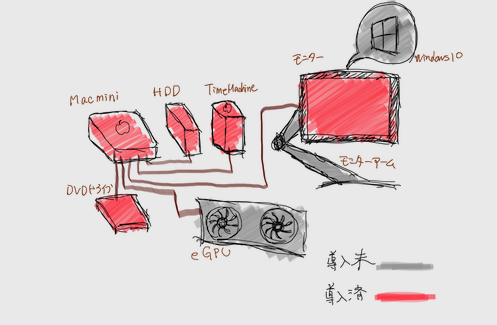 Windows10
モニター
Macmini
HDD
TimeMachine
モニターアーム
DVDドライブ
eGPU
導入未
導入済